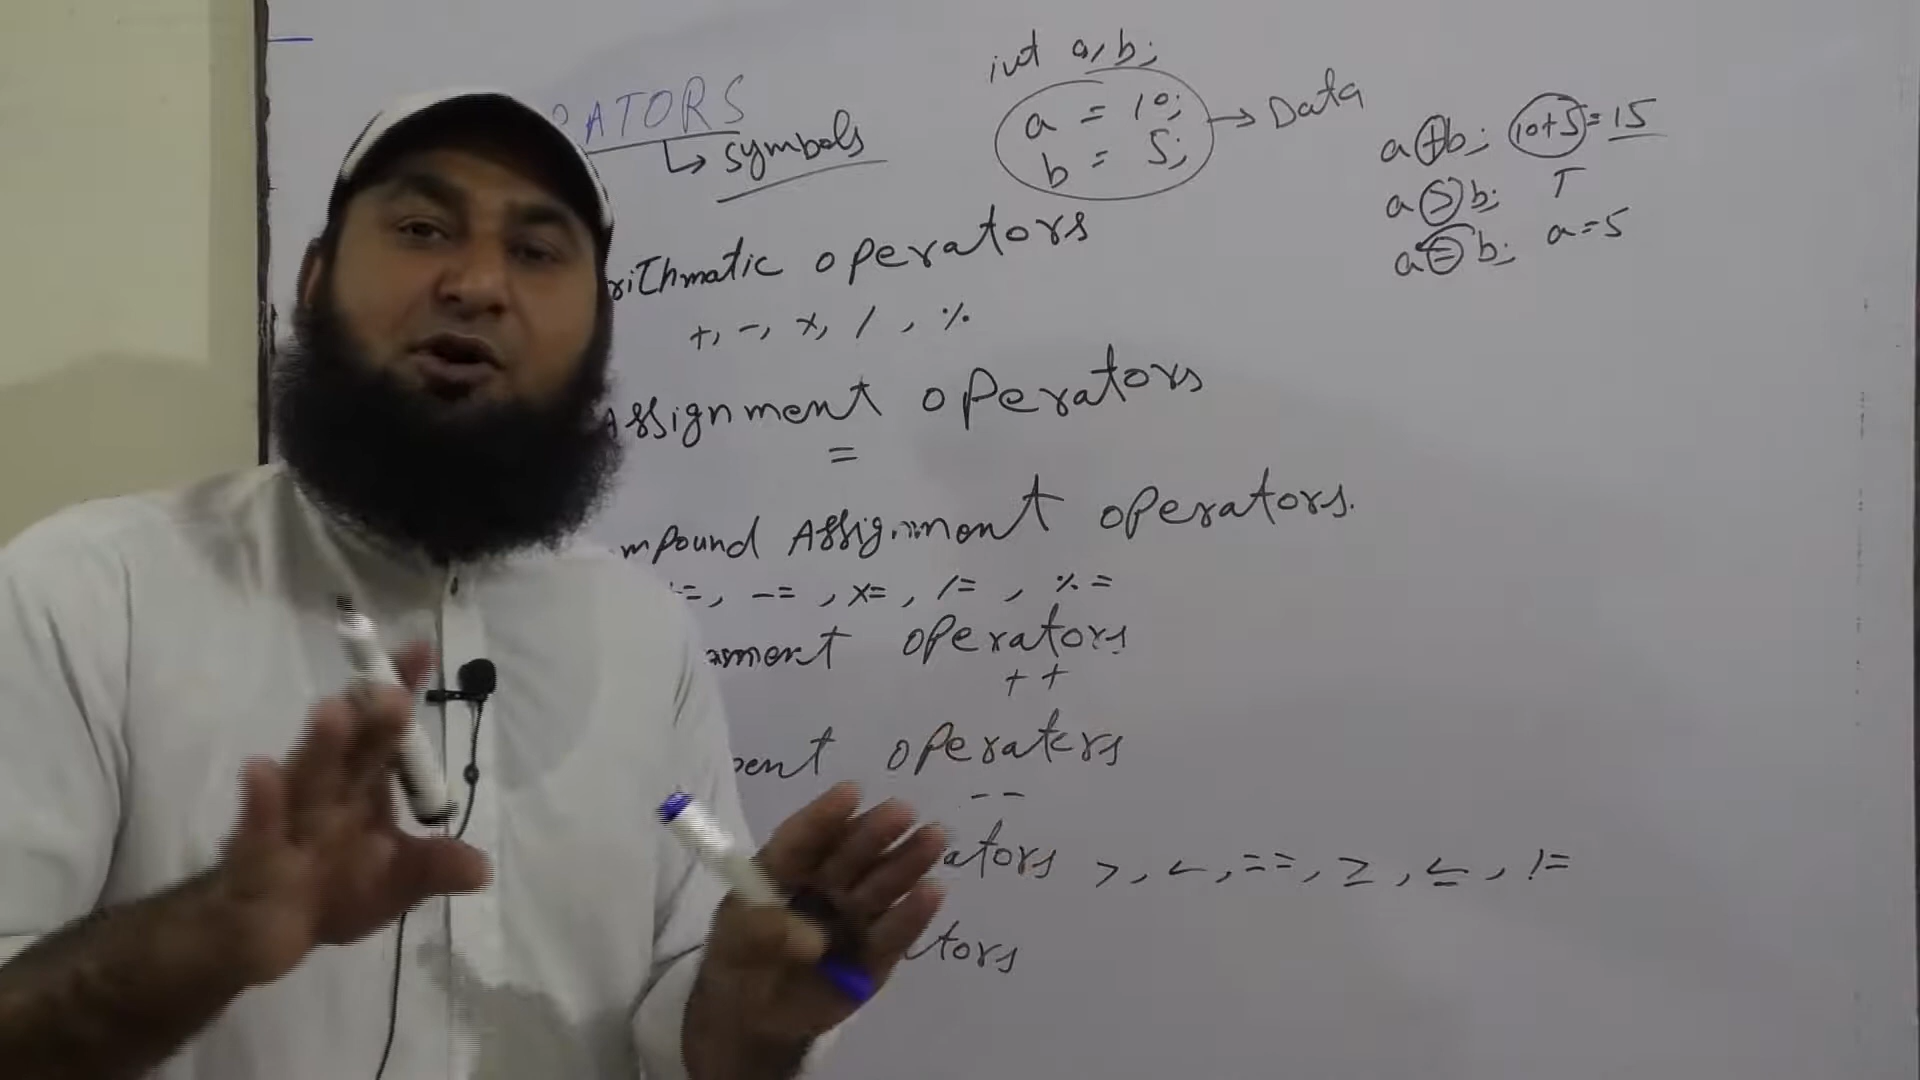 int a, b;
RATORS
↳ symbols
a = 10;
b = 5;
→ Data
a + b; 10+5 = 15
a > b; T
a = b; a=5
rithmatic operators
+, -, ×, /, %
Assignment operators
=
mpound Assignment operators.
=, -=, ×=, /=, %=
ment operators
++
ent operators
--
ators >, <, ==, ≥, ≤, !=
tors